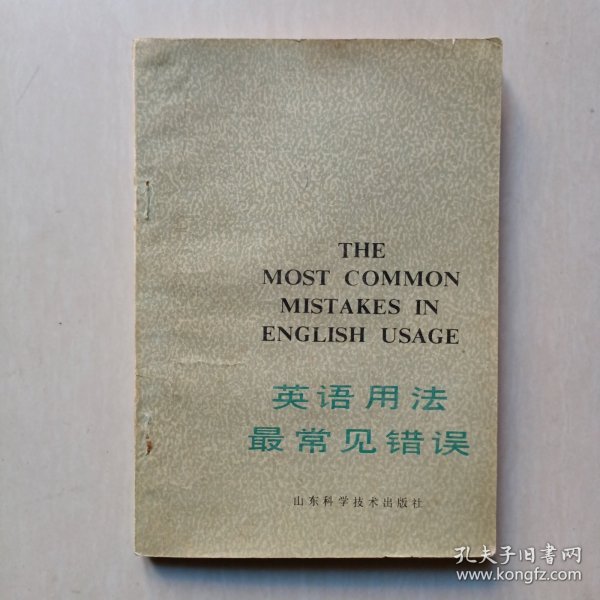 THE
MOST COMMON
MISTAKES IN
ENGLISH USAGE
英语用法
最常见错误
山东科学技术出版社
孔夫子旧书网
www.kongfz.com